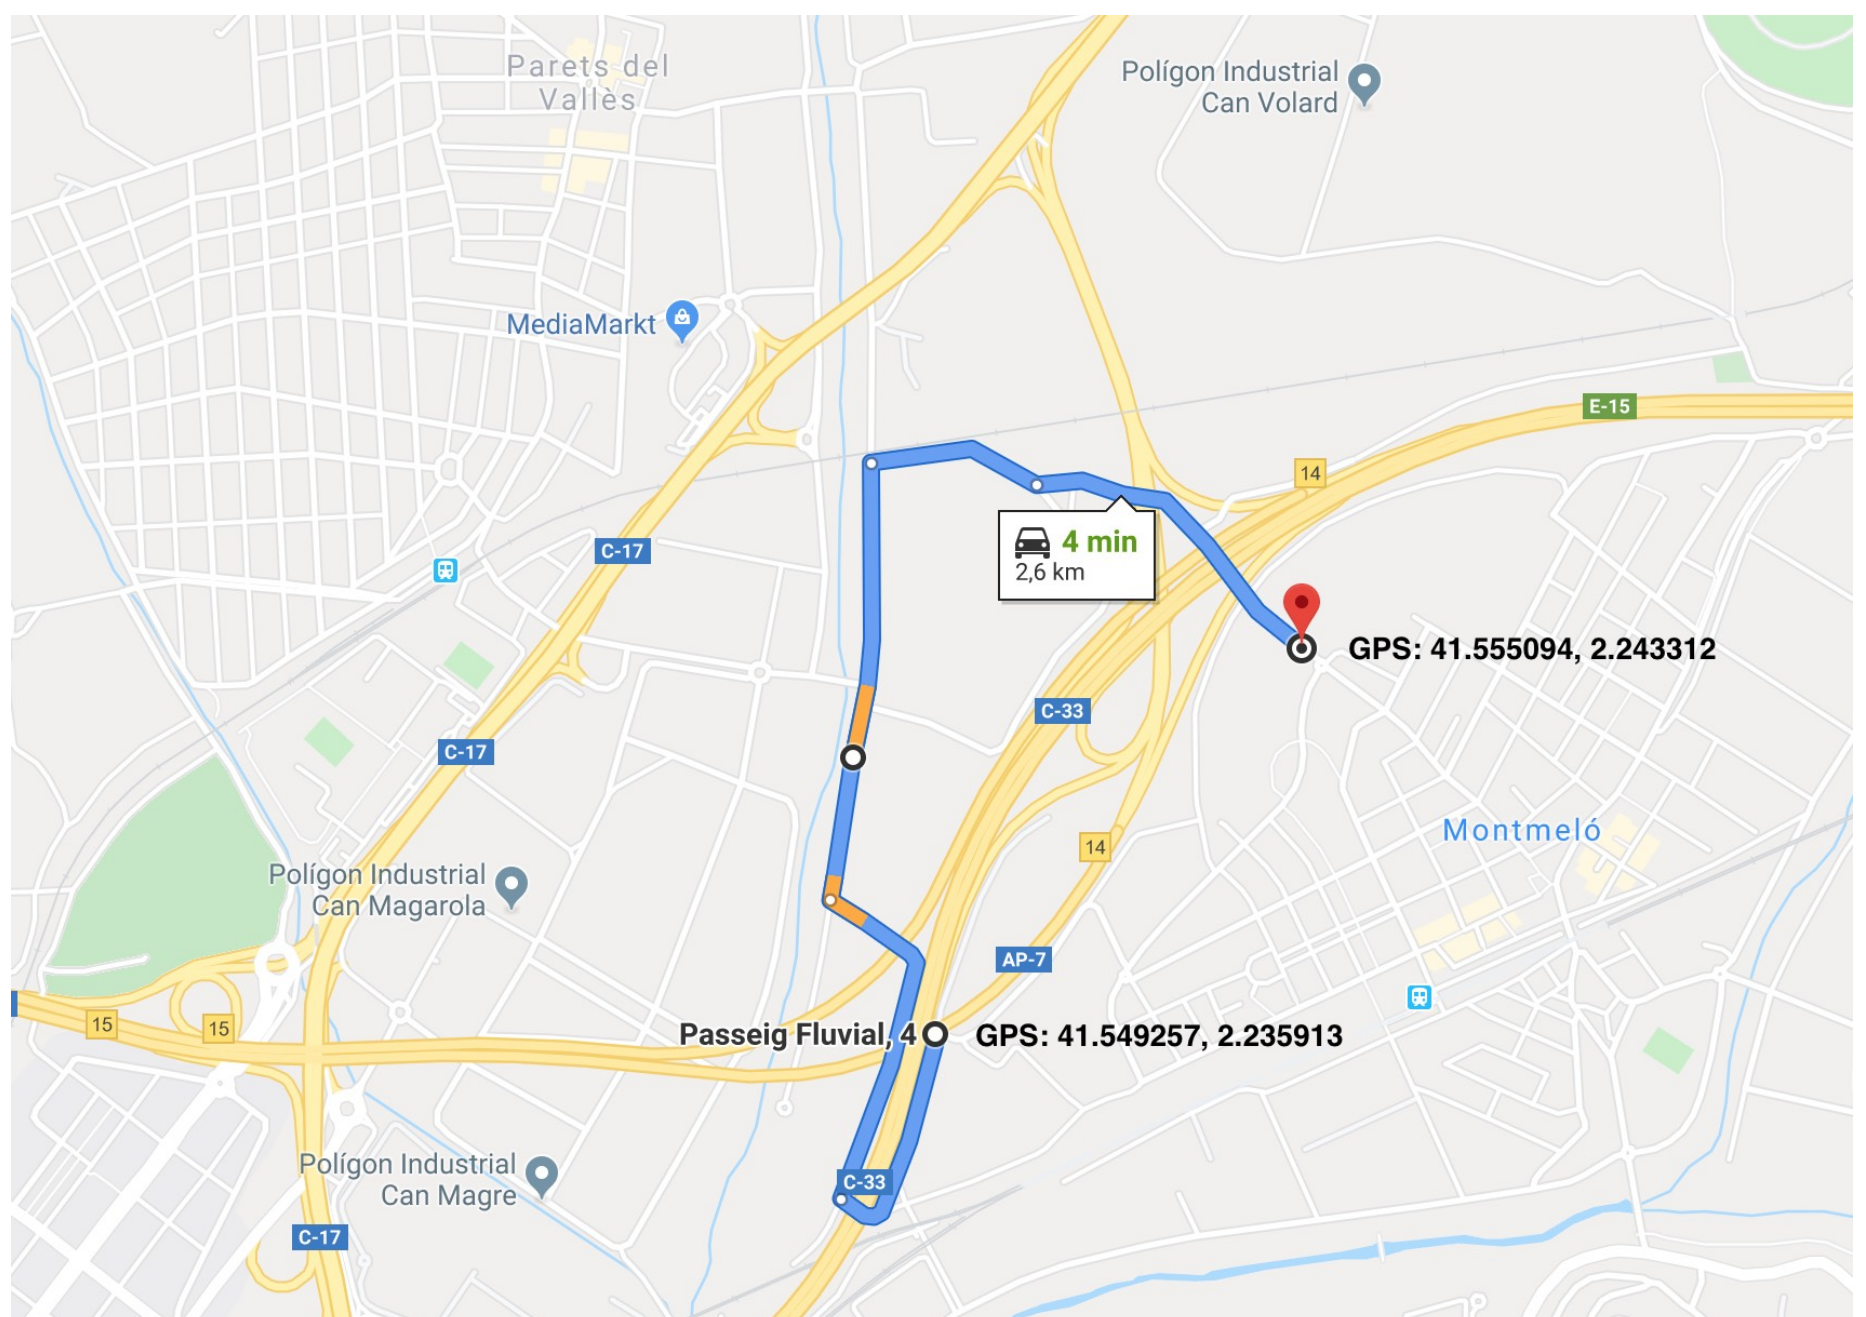 Parets del
Vallès
Polígon Industrial
Can Volard
MediaMarkt
E-15
14
C-17
4 min
2,6 km
GPS: 41.555094, 2.243312
C-33
C-17
Montmeló
14
Polígon Industrial
Can Magarola
AP-7
15
15
Passeig Fluvial, 4
GPS: 41.549257, 2.235913
Polígon Industrial
Can Magre
C-33
C-17